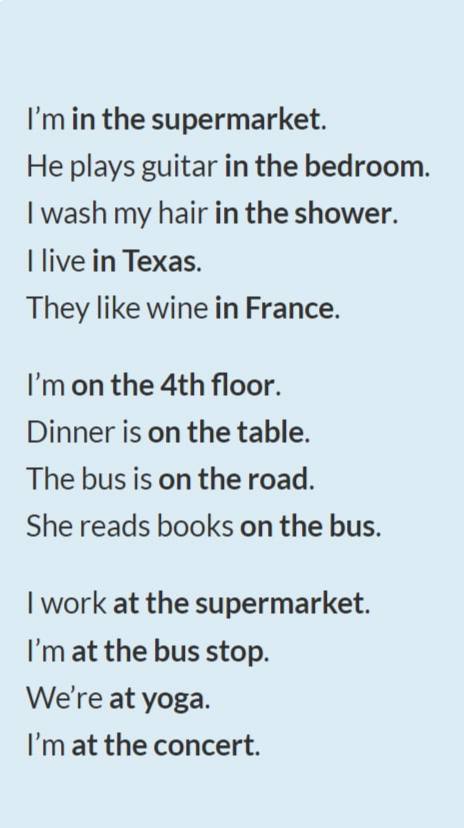 I’m in the supermarket.
He plays guitar in the bedroom.
I wash my hair in the shower.
I live in Texas.
They like wine in France.
I’m on the 4th floor.
Dinner is on the table.
The bus is on the road.
She reads books on the bus.
I work at the supermarket.
I’m at the bus stop.
We’re at yoga.
I’m at the concert.